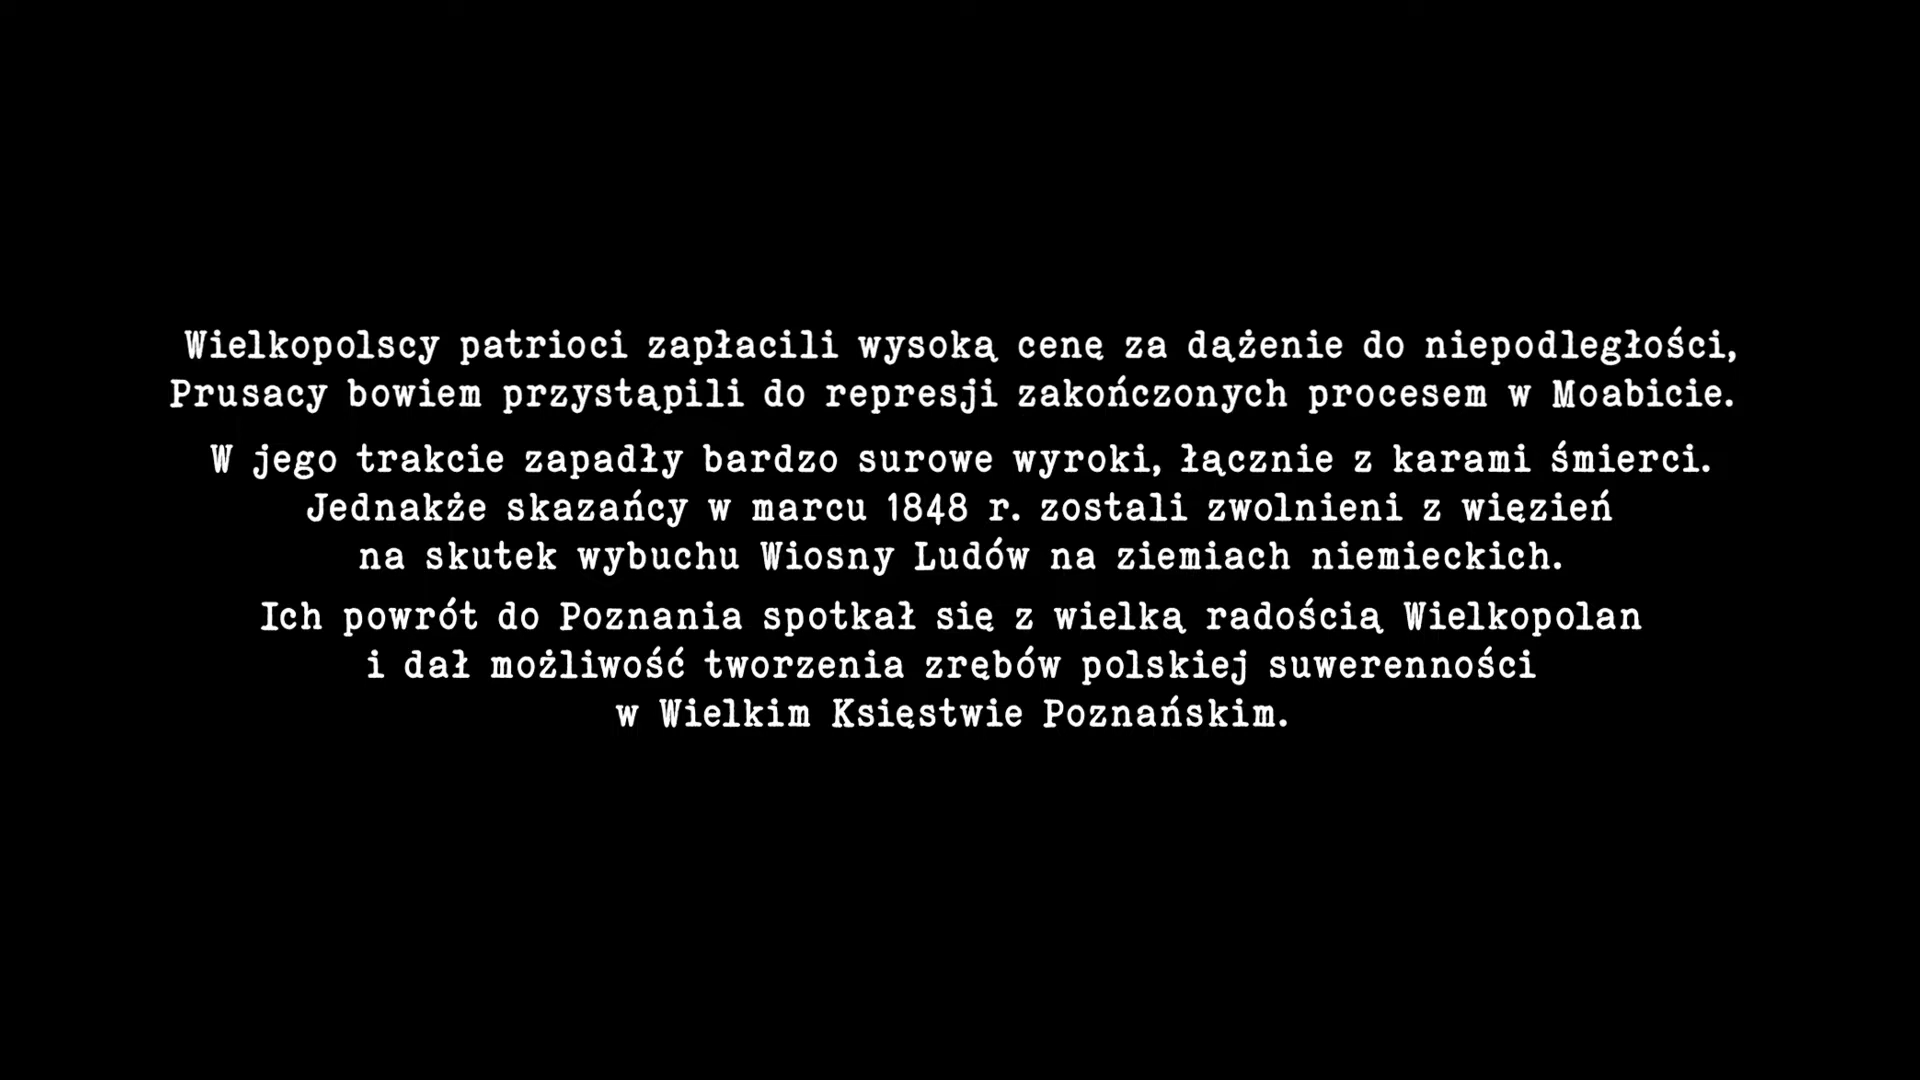 Wielkopolscy patrioci zapłacili wysoką cenę za dążenie do niepodległości,
Prusacy bowiem przystąpili do represji zakończonych procesem w Moabicie.
W jego trakcie zapadły bardzo surowe wyroki, łącznie z karami śmierci.
Jednakże skazańcy w marcu 1848 r. zostali zwolnieni z więzień
na skutek wybuchu Wiosny Ludów na ziemiach niemieckich.
Ich powrót do Poznania spotkał się z wielką radością Wielkopolan
i dał możliwość tworzenia zrębów polskiej suwerenności
w Wielkim Księstwie Poznańskim.